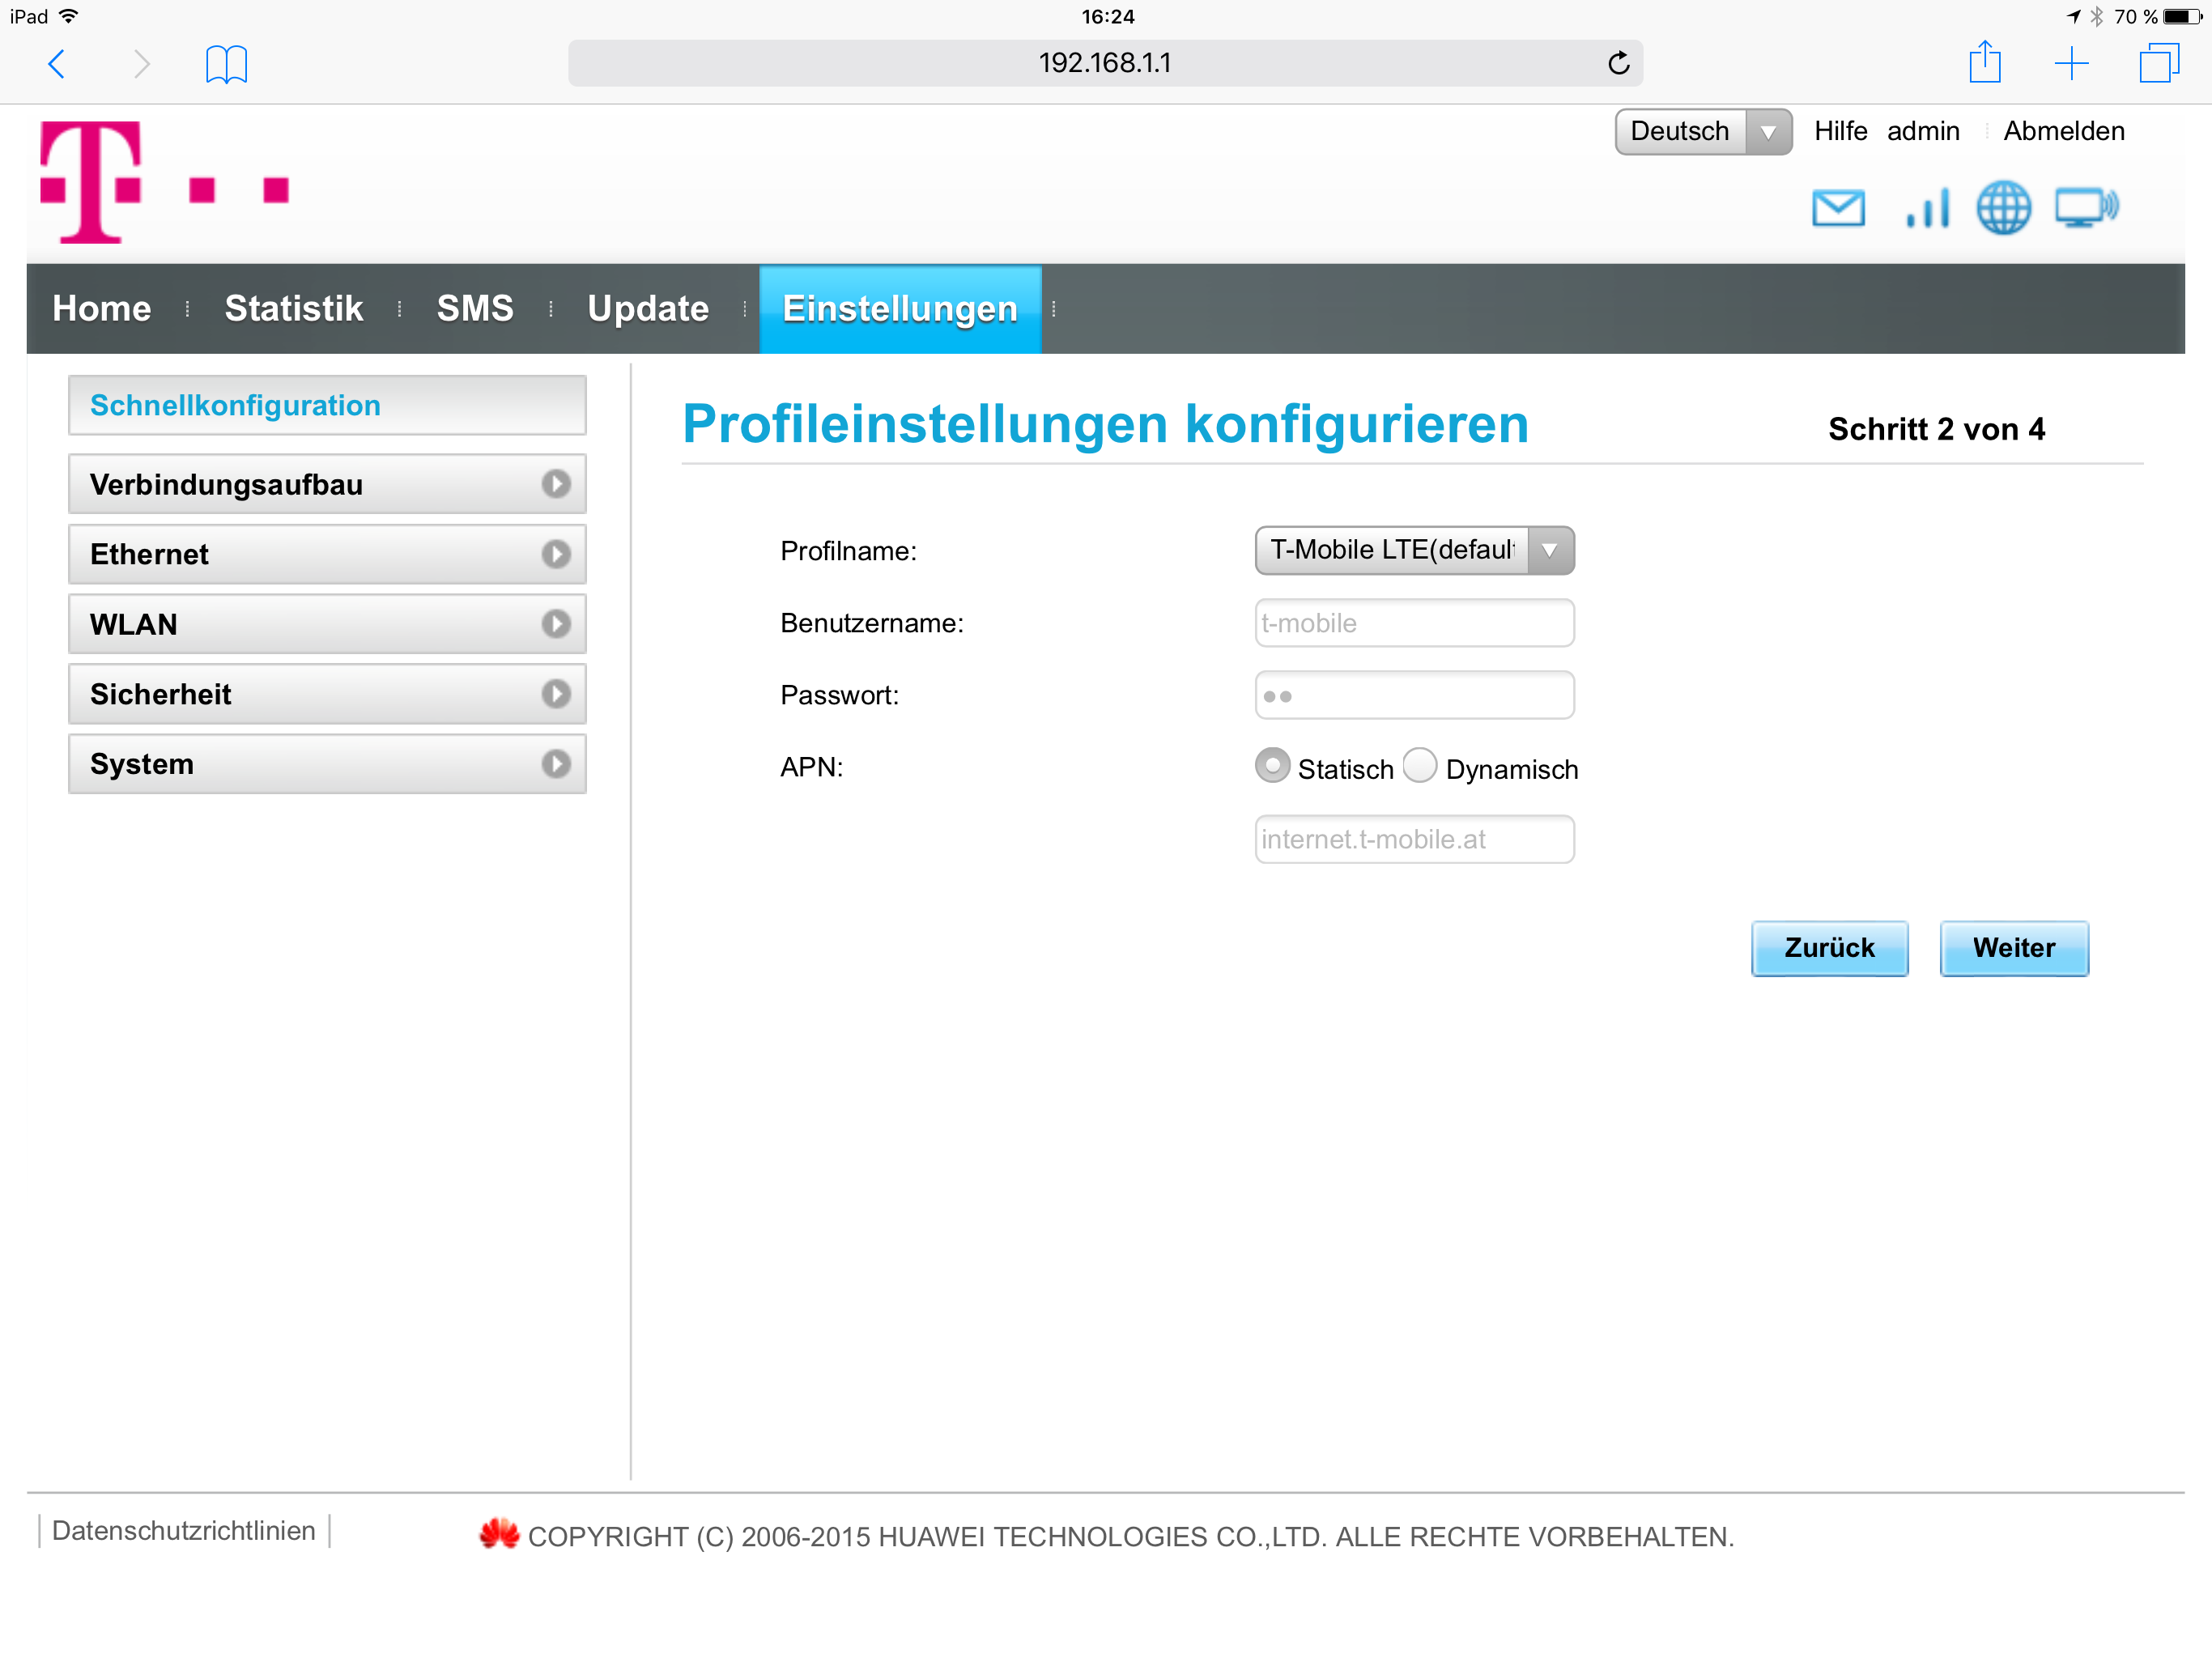 iPad 16:24 70 %
192.168.1.1
Deutsch Hilfe admin Abmelden
T
Home Statistik SMS Update Einstellungen
Schnellkonfiguration
Verbindungsaufbau
Ethernet
WLAN
Sicherheit
System
Profileinstellungen konfigurieren Schritt 2 von 4
Profilname: T-Mobile LTE(default
Benutzername: t-mobile
Passwort: ••
APN: Statisch Dynamisch
internet.t-mobile.at
Zurück Weiter
Datenschutzrichtlinien COPYRIGHT (C) 2006-2015 HUAWEI TECHNOLOGIES CO.,LTD. ALLE RECHTE VORBEHALTEN.